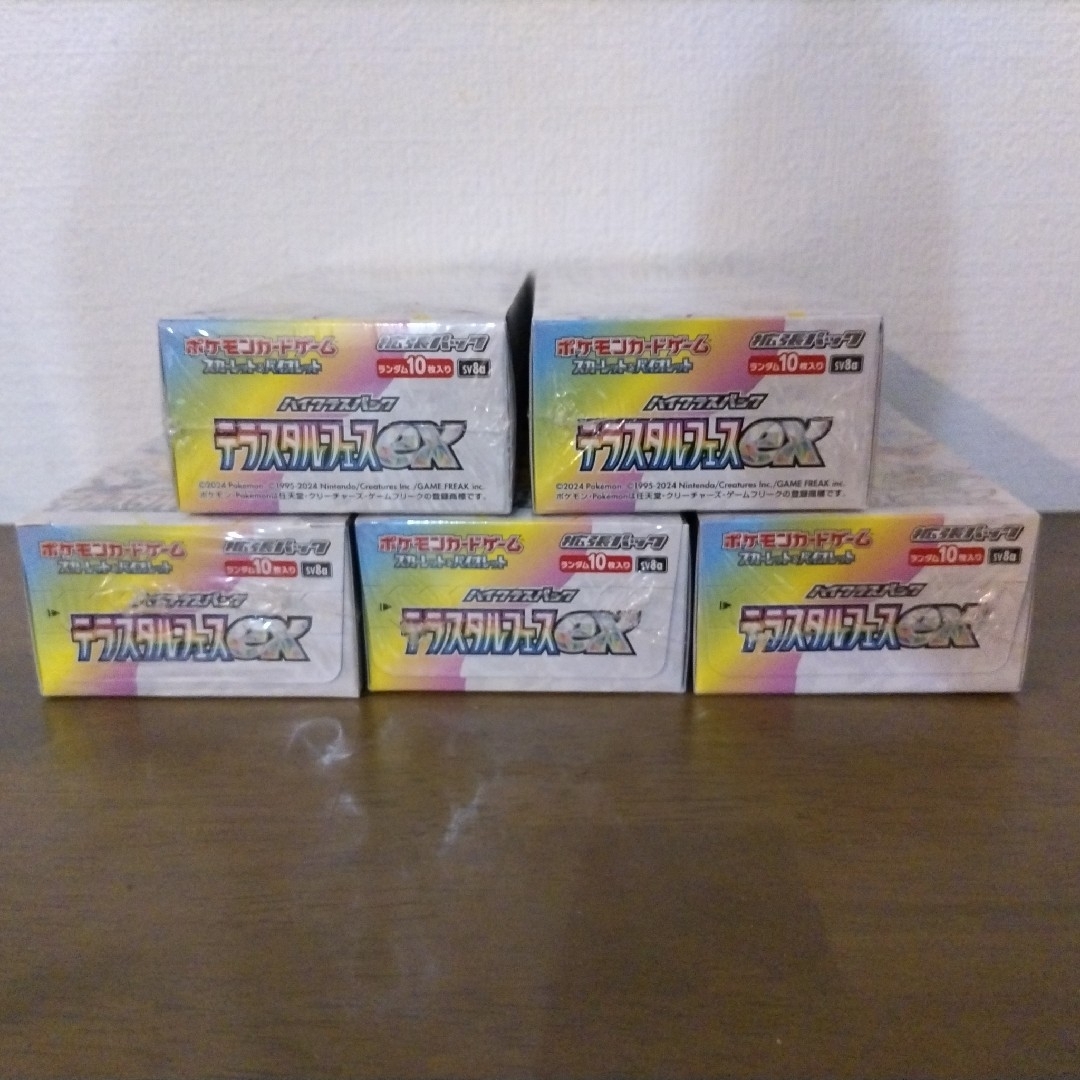 ポケモンカードゲーム
スカーレット&バイオレット
拡張パック
ランダム10枚入り
SV8a
ハイクラスパック
テラスタルフェスex
©2024 Pokémon ©1995-2024 Nintendo/Creatures Inc./GAME FREAK inc.
ポケモン・Pokémonは任天堂・クリーチャーズ・ゲームフリークの登録商標です。
ポケモンカードゲーム
スカーレット&バイオレット
拡張パック
ランダム10枚入り
SV8a
ハイクラスパック
テラスタルフェスex
©2024 Pokémon ©1995-2024 Nintendo/Creatures Inc./GAME FREAK inc.
ポケモン・Pokémonは任天堂・クリーチャーズ・ゲームフリークの登録商標です。
ポケモンカードゲーム
スカーレット&バイオレット
拡張パック
ランダム10枚入り
SV8a
ハイクラスパック
テラスタルフェスex
ポケモンカードゲーム
スカーレット&バイオレット
拡張パック
ランダム10枚入り
SV8a
ハイクラスパック
テラスタルフェスex
ポケモンカードゲーム
スカーレット&バイオレット
拡張パック
ランダム10枚入り
SV8a
ハイクラスパック
テラスタルフェスex